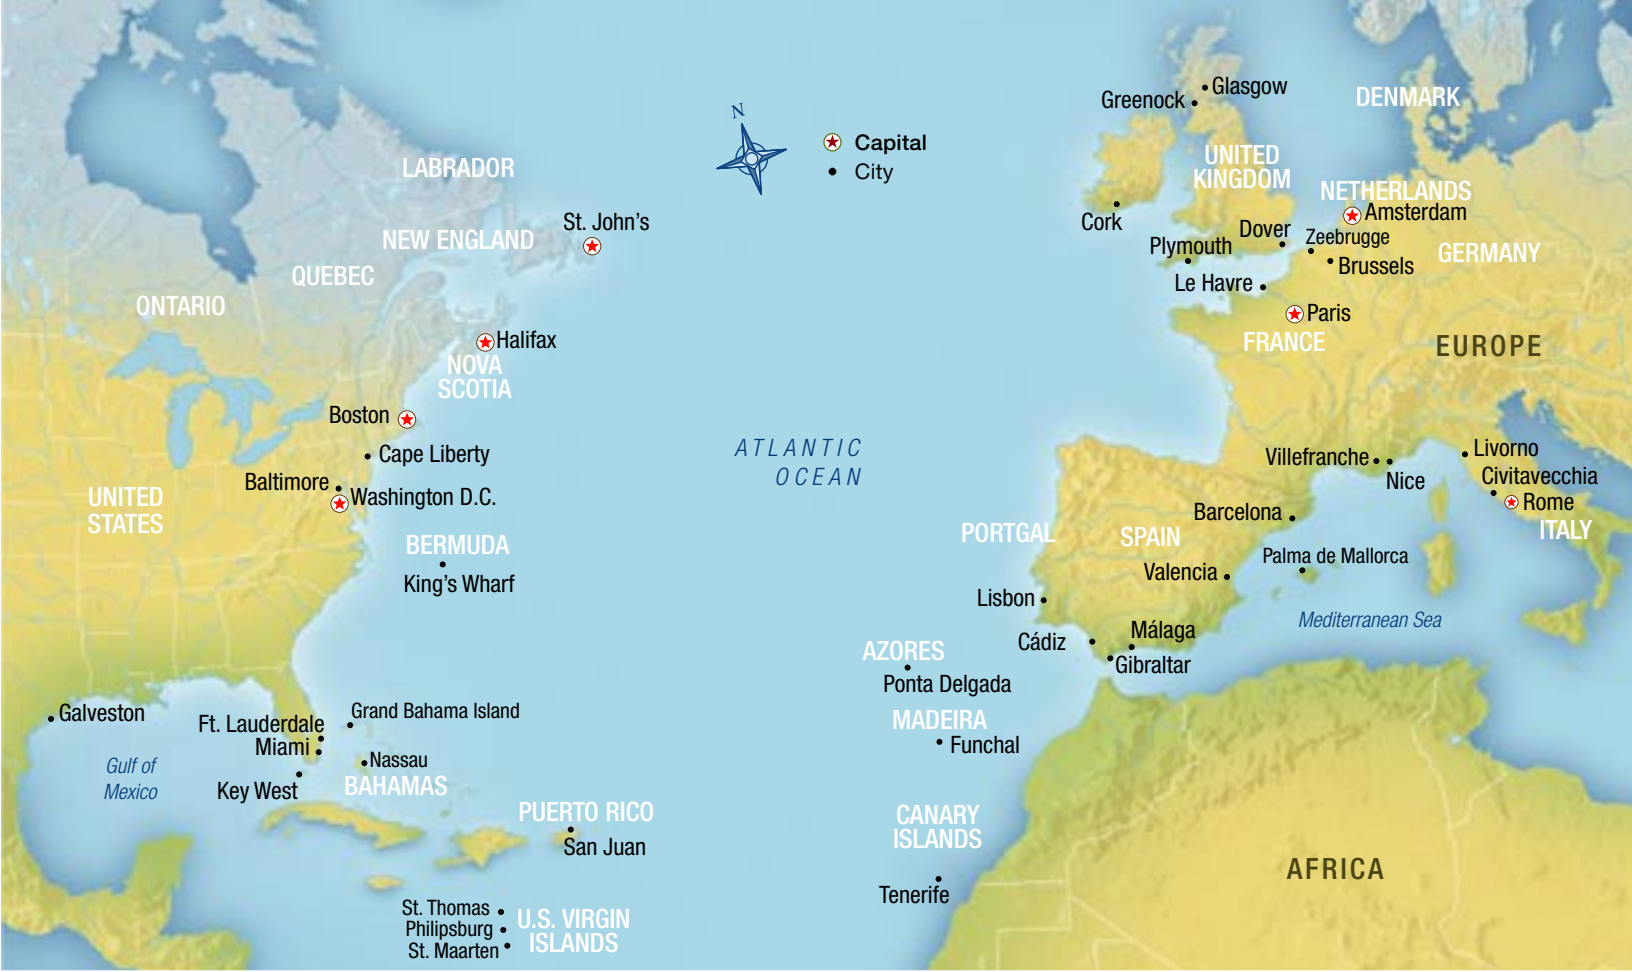 N
Capital
City
Glasgow
Greenock
DENMARK
LABRADOR
UNITED
KINGDOM
NETHERLANDS
Amsterdam
St. John's
Cork
Dover
Zeebrugge
NEW ENGLAND
Plymouth
Brussels
GERMANY
QUEBEC
Le Havre
ONTARIO
Paris
Halifax
FRANCE
EUROPE
NOVA
SCOTIA
Boston
ATLANTIC
OCEAN
Cape Liberty
Villefranche
Nice
Livorno
Civitavecchia
Baltimore
Washington D.C.
Rome
UNITED
STATES
Barcelona
ITALY
PORTGAL
SPAIN
BERMUDA
King's Wharf
Palma de Mallorca
Valencia
Lisbon
Mediterranean Sea
Cádiz
Málaga
AZORES
Gibraltar
Ponta Delgada
Galveston
Grand Bahama Island
Ft. Lauderdale
MADEIRA
Miami
Funchal
Nassau
Gulf of
Mexico
Key West
BAHAMAS
PUERTO RICO
San Juan
CANARY
ISLANDS
AFRICA
Tenerife
St. Thomas
Philipsburg
St. Maarten
U.S. VIRGIN
ISLANDS